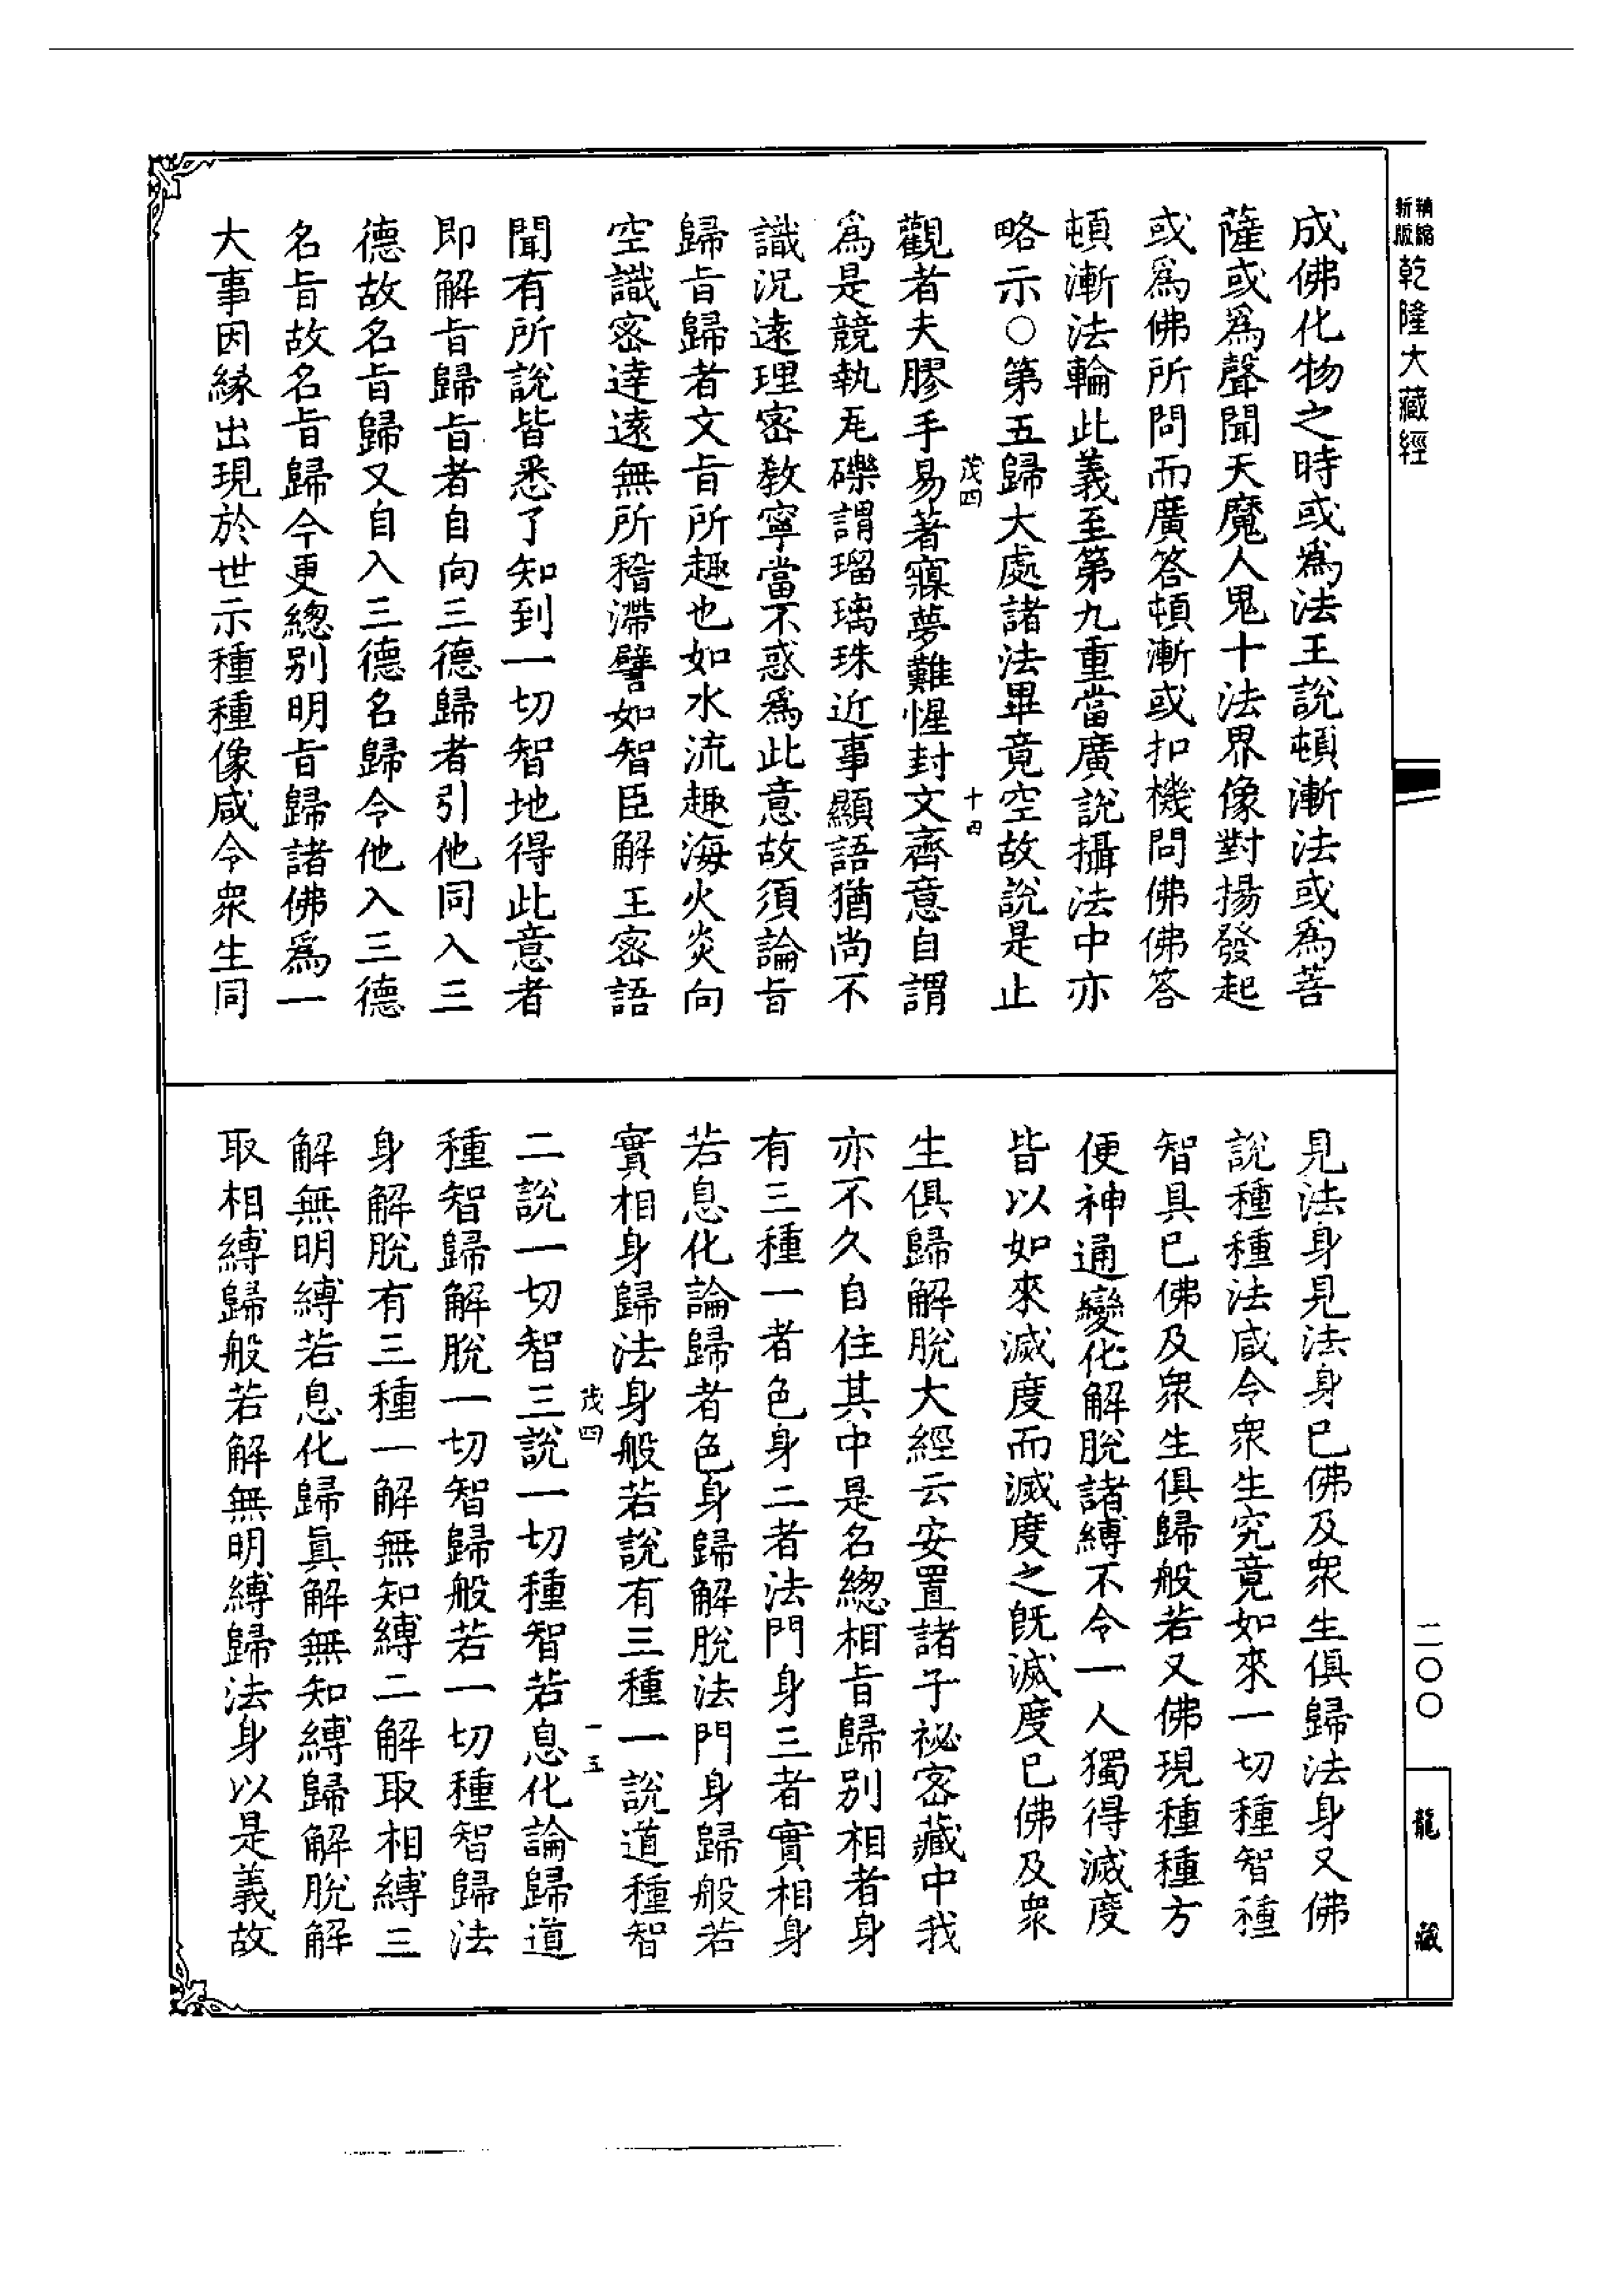 精縮新版 乾隆大藏經
成佛化物之時或爲法王說頓漸法或爲菩
薩或爲聲聞天魔人鬼十法界像對揚發起
或爲佛所問而廣答頓漸或扣機問佛佛答
頓漸法輪此義至第九重當廣說攝法中亦
略示○第五歸大處諸法畢竟空故說是止
茂四 十四
觀者夫膠手易著寱夢難惺封文齊意自謂
爲是競執瓦礫謂瑠璃珠近事顯語猶尚不
識況遠理密教寧當不惑爲此意故須論旨
歸旨歸者文旨所趣也如水流趣海火炎向
空識密達遠無所稽滯譬如智臣解王密語
聞有所說皆悉了知到一切智地得此意者
即解旨歸旨者自向三德歸者引他同入三
德故名旨歸又自入三德名歸令他入三德
名旨故名旨歸今更總別明旨歸諸佛爲一
大事因緣出現於世示種種像咸令衆生同
見法身見法身已佛及衆生俱歸法身又佛
說種種法咸令衆生究竟如來一切種智種
智具已佛及衆生俱歸般若又佛現種種方
便神通變化解脫諸縛不令一人獨得滅度
皆以如來滅度而滅度之旣滅度已佛及衆
生俱歸解脫大經云安置諸子祕密藏中我
亦不久自住其中是名總相旨歸別相者身
有三種一者色身二者法門身三者實相身
若息化論歸者色身歸解脫法門身歸般若
實相身歸法身般若說有三種一說道種智
茂四 一五
二說一切智三說一切種智若息化論歸道
種智歸解脫一切智歸般若一切種智歸法
身解脫有三種一解無知縛二解取相縛三
解無明縛若息化歸眞解無知縛歸解脫解
取相縛歸般若解無明縛歸法身以是義故
二〇〇
龍藏